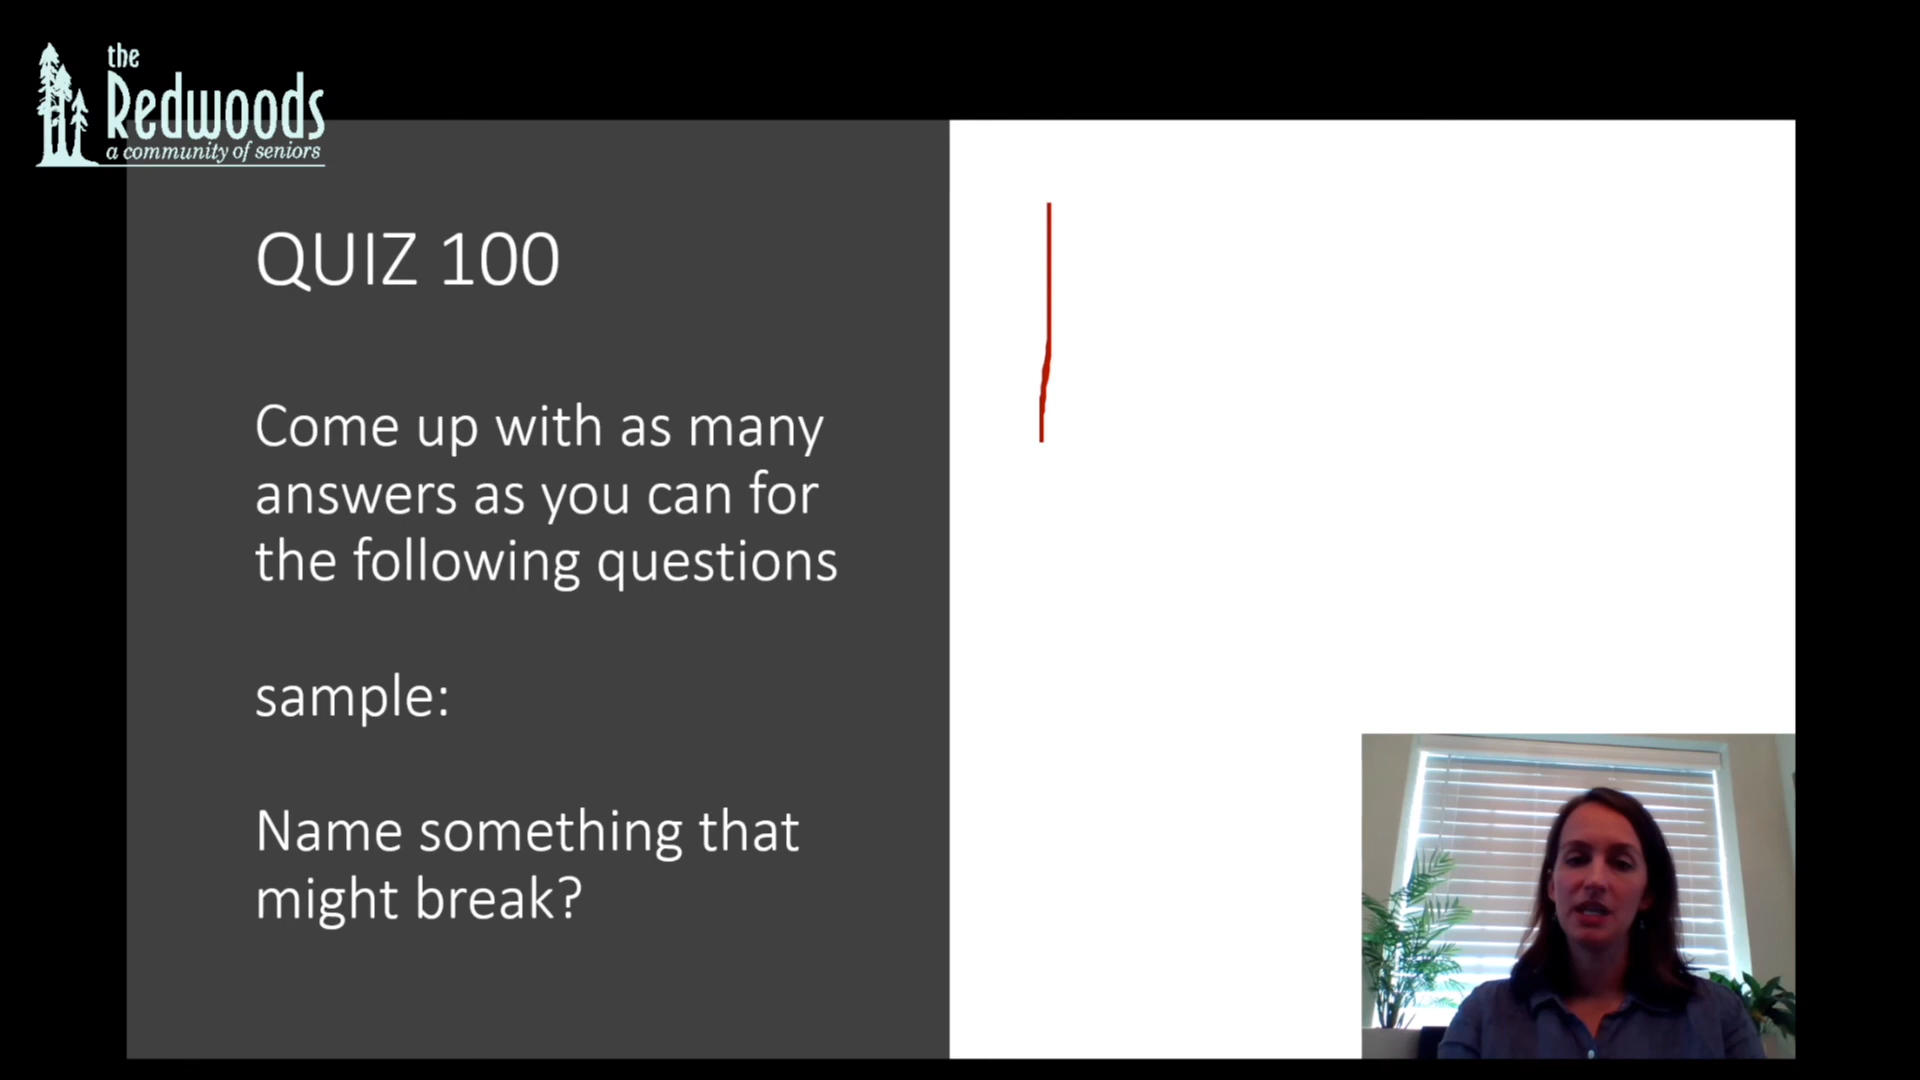 the
Redwoods
a community of seniors
QUIZ 100
Come up with as many
answers as you can for
the following questions
sample:
Name something that
might break?